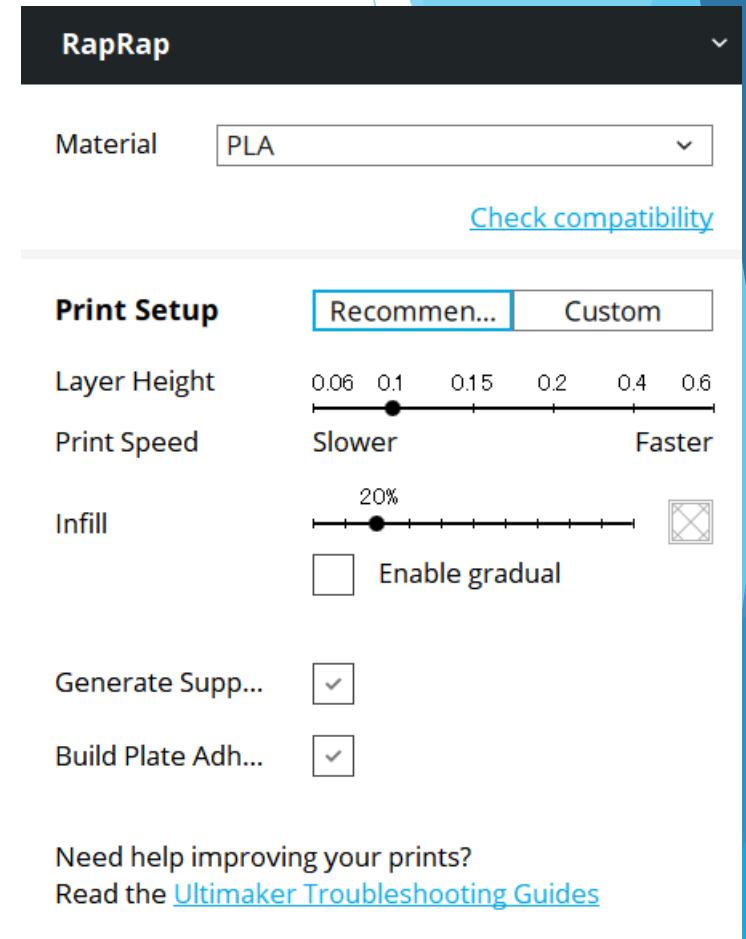 RapRap
Material PLA
Check compatibility
Print Setup Recommen... Custom
Layer Height 0.06 0.1 0.15 0.2 0.4 0.6
Print Speed Slower Faster
20%
Infill
Enable gradual
Generate Supp...
Build Plate Adh...
Need help improving your prints?
Read the Ultimaker Troubleshooting Guides